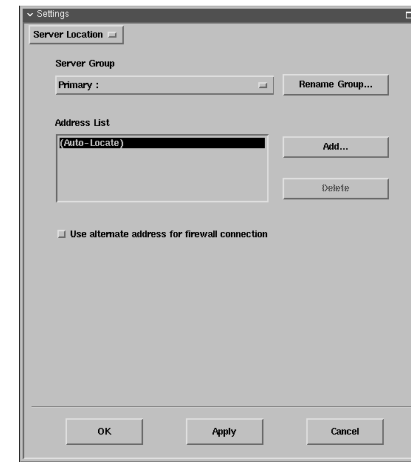 Settings
Server Location
Server Group
Primary :
Rename Group...
Address List
(Auto-Locate)
Add...
Delete
Use alternate address for firewall connection
OK
Apply
Cancel